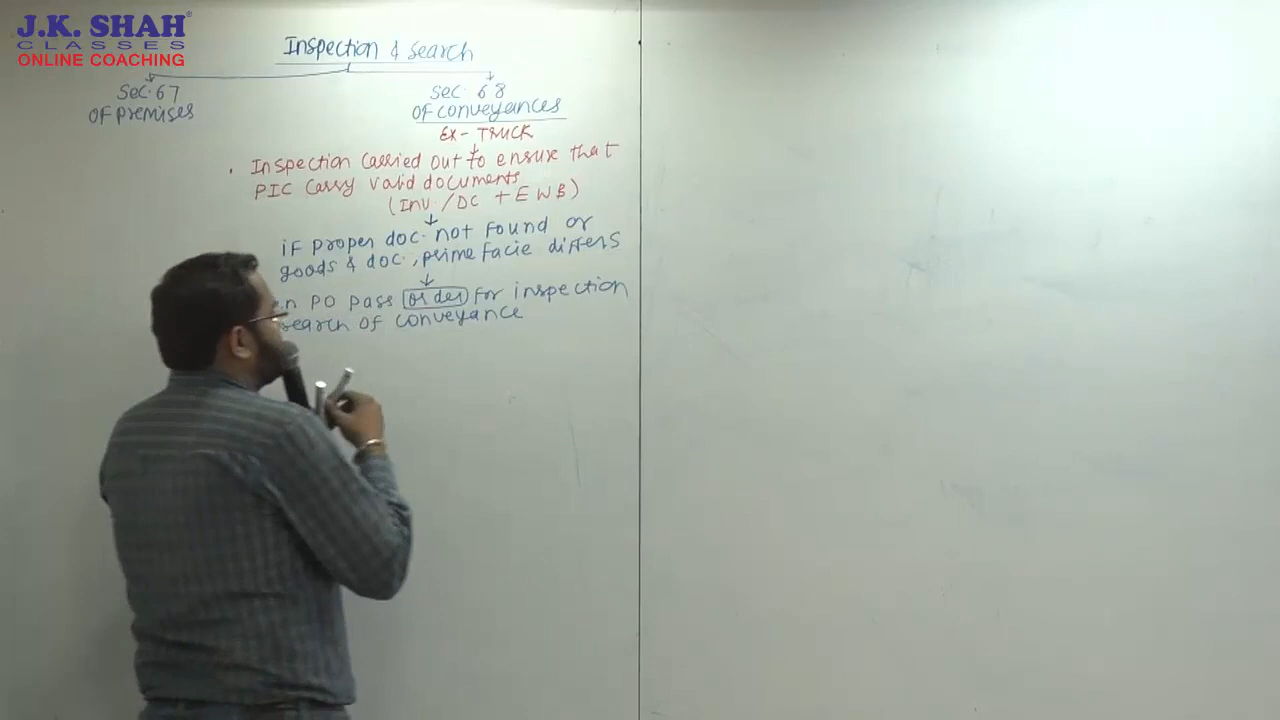 J.K. SHAH®
CLASSES
ONLINE COACHING
Inspection & search
Sec. 67
of premises
Sec. 68
of conveyances
Ex- TRUCK
. Inspection carried out to ensure that
PIC carry valid documents
(Inv. / DC + EWB)
if proper doc. not found or
goods & doc., prime facie differs
n PO pass order for inspection
search of conveyance